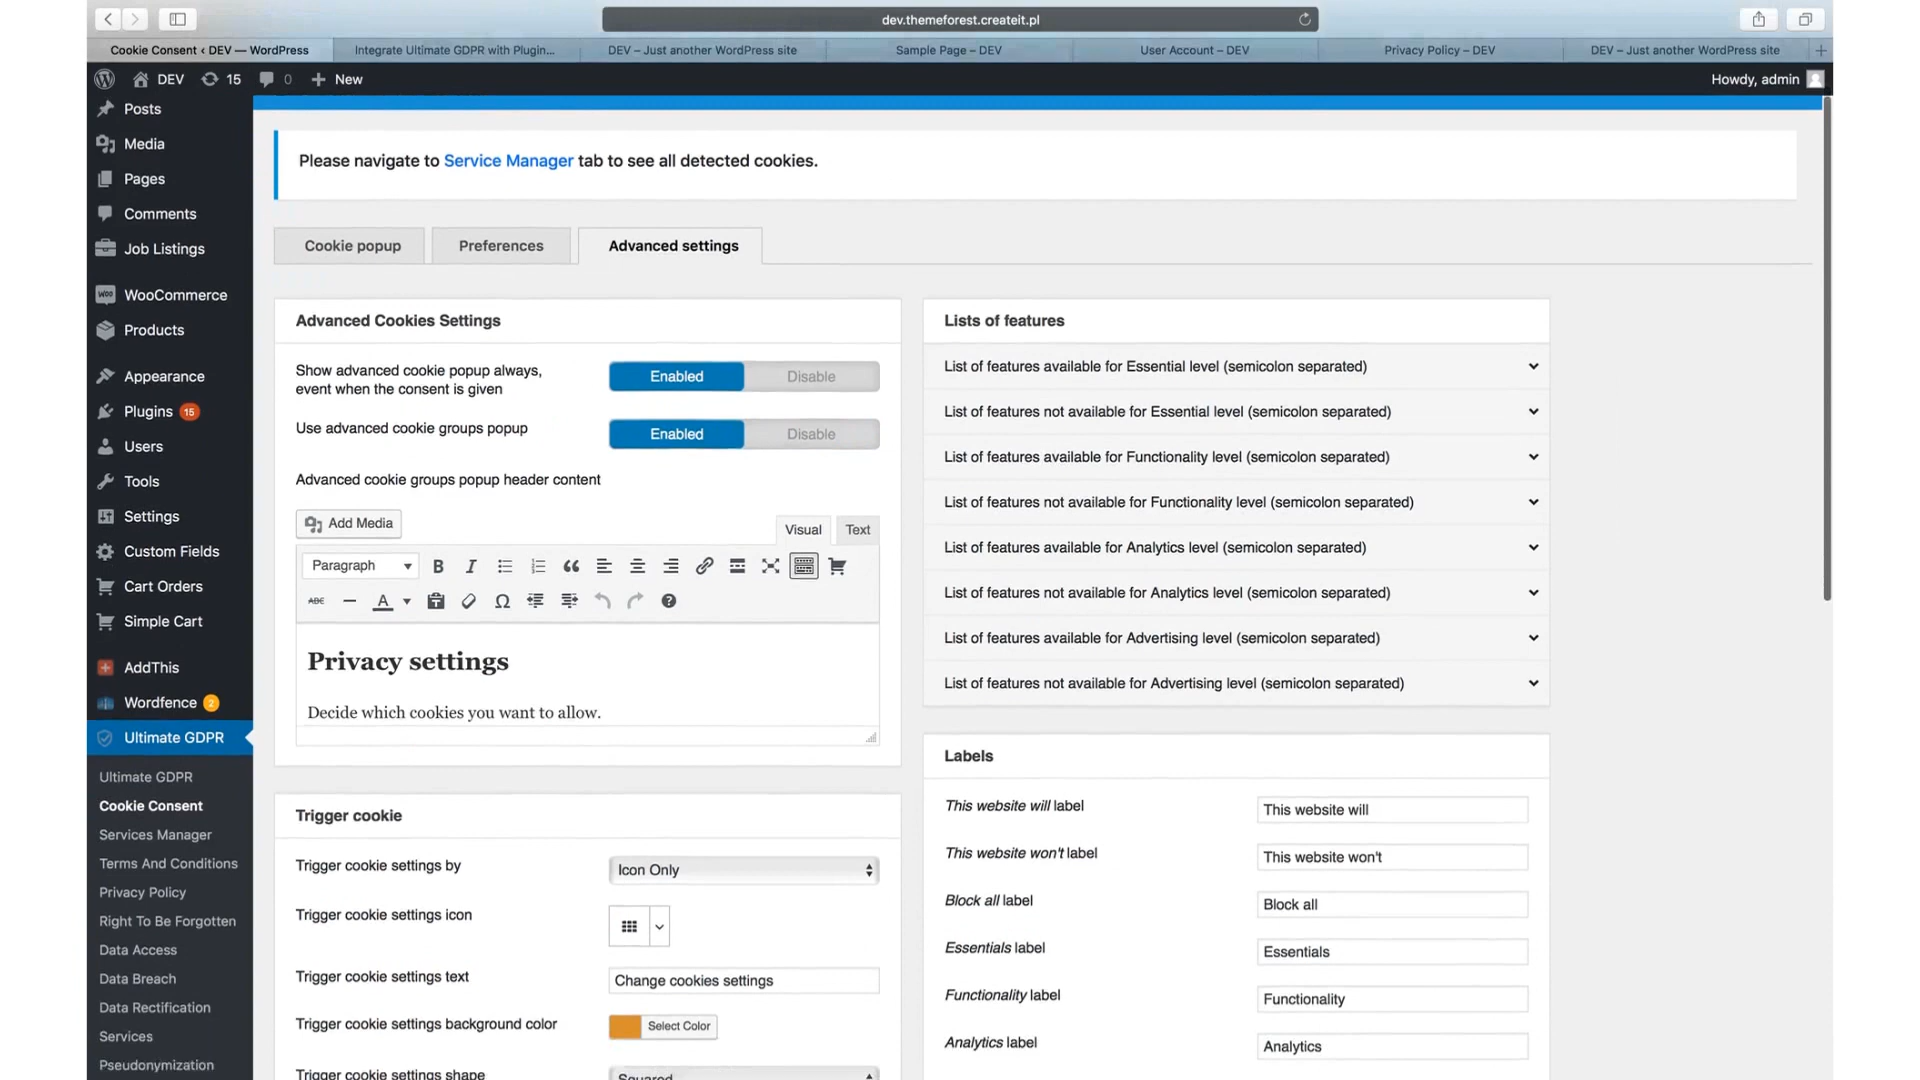 dev.themeforest.createit.pl
Cookie Consent ‹ DEV — WordPress
Integrate Ultimate GDPR with Plugin...
DEV – Just another WordPress site
Sample Page – DEV
User Account – DEV
Privacy Policy – DEV
DEV – Just another WordPress site
DEV 15 0 New
Howdy, admin
Posts
Media
Pages
Comments
Job Listings
WooCommerce
Products
Appearance
Plugins 15
Users
Tools
Settings
Custom Fields
Cart Orders
Simple Cart
AddThis
Wordfence 2
Ultimate GDPR
Ultimate GDPR
Cookie Consent
Services Manager
Terms And Conditions
Privacy Policy
Right To Be Forgotten
Data Access
Data Breach
Data Rectification
Services
Pseudonymization
Please navigate to Service Manager tab to see all detected cookies.
Cookie popup
Preferences
Advanced settings
Advanced Cookies Settings
Show advanced cookie popup always,
event when the consent is given
Enabled Disable
Use advanced cookie groups popup
Enabled Disable
Advanced cookie groups popup header content
Add Media
Visual Text
Paragraph
B I
ABC A
Privacy settings
Decide which cookies you want to allow.
Trigger cookie
Trigger cookie settings by
Icon Only
Trigger cookie settings icon
Trigger cookie settings text
Change cookies settings
Trigger cookie settings background color
Select Color
Trigger cookie settings shape
Squared
Lists of features
List of features available for Essential level (semicolon separated)
List of features not available for Essential level (semicolon separated)
List of features available for Functionality level (semicolon separated)
List of features not available for Functionality level (semicolon separated)
List of features available for Analytics level (semicolon separated)
List of features not available for Analytics level (semicolon separated)
List of features available for Advertising level (semicolon separated)
List of features not available for Advertising level (semicolon separated)
Labels
This website will label
This website will
This website won't label
This website won't
Block all label
Block all
Essentials label
Essentials
Functionality label
Functionality
Analytics label
Analytics